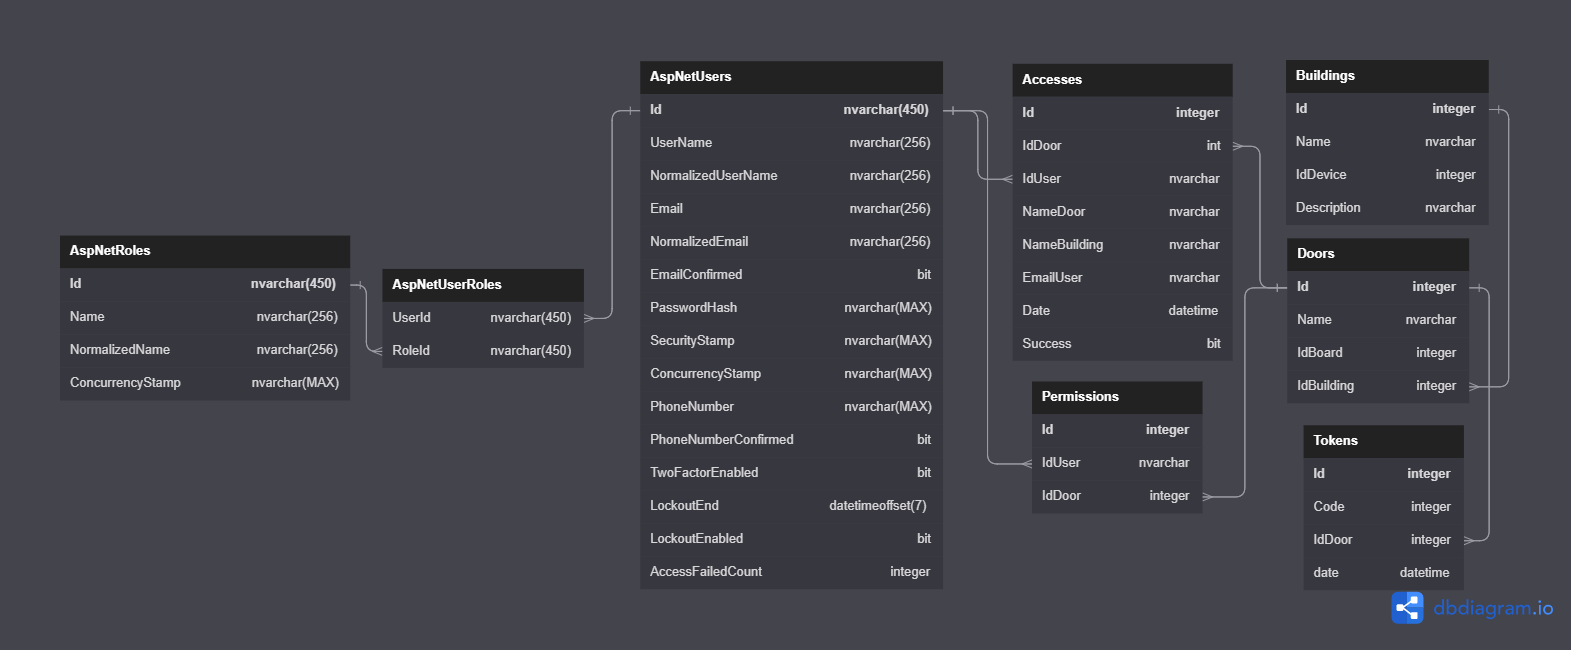 AspNetRoles
Id nvarchar(450)
Name nvarchar(256)
NormalizedName nvarchar(256)
ConcurrencyStamp nvarchar(MAX)
AspNetUserRoles
UserId nvarchar(450)
RoleId nvarchar(450)
AspNetUsers
Id nvarchar(450)
UserName nvarchar(256)
NormalizedUserName nvarchar(256)
Email nvarchar(256)
NormalizedEmail nvarchar(256)
EmailConfirmed bit
PasswordHash nvarchar(MAX)
SecurityStamp nvarchar(MAX)
ConcurrencyStamp nvarchar(MAX)
PhoneNumber nvarchar(MAX)
PhoneNumberConfirmed bit
TwoFactorEnabled bit
LockoutEnd datetimeoffset(7)
LockoutEnabled bit
AccessFailedCount integer
Accesses
Id integer
IdDoor int
IdUser nvarchar
NameDoor nvarchar
NameBuilding nvarchar
EmailUser nvarchar
Date datetime
Success bit
Permissions
Id integer
IdUser nvarchar
IdDoor integer
Buildings
Id integer
Name nvarchar
IdDevice integer
Description nvarchar
Doors
Id integer
Name nvarchar
IdBoard integer
IdBuilding integer
Tokens
Id integer
Code integer
IdDoor integer
date datetime
dbdiagram.io